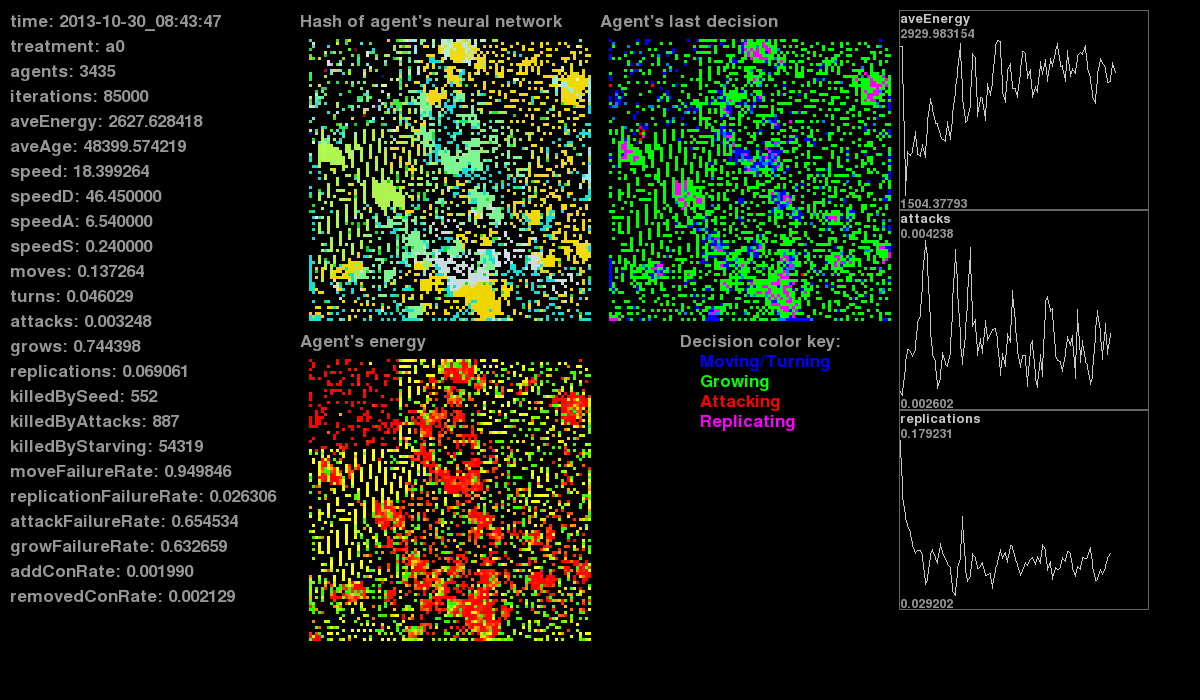 time: 2013-10-30_08:43:47
treatment: a0
agents: 3435
iterations: 85000
aveEnergy: 2627.628418
aveAge: 48399.574219
speed: 18.399264
speedD: 46.450000
speedA: 6.540000
speedS: 0.240000
moves: 0.137264
turns: 0.046029
attacks: 0.003248
grows: 0.744398
replications: 0.069061
killedBySeed: 552
killedByAttacks: 887
killedByStarving: 54319
moveFailureRate: 0.949846
replicationFailureRate: 0.026306
attackFailureRate: 0.654534
growFailureRate: 0.632659
addConRate: 0.001990
removedConRate: 0.002129
Hash of agent's neural network
Agent's last decision
Agent's energy
Decision color key:
Moving/Turning
Growing
Attacking
Replicating
aveEnergy
2929.983154
1504.37793
attacks
0.004238
0.002602
replications
0.179231
0.029202